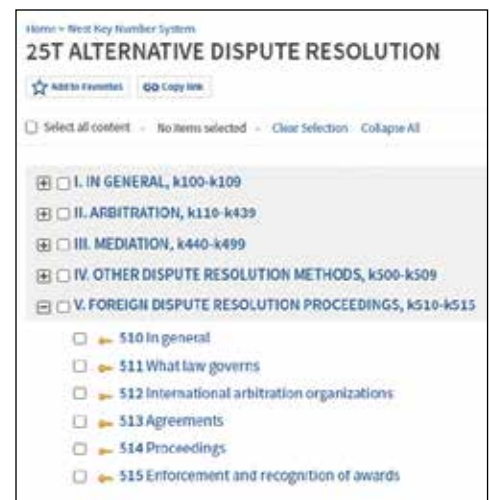 Home > West Key Number System
25T ALTERNATIVE DISPUTE RESOLUTION
Add to Favorites Copy link
Select all content No items selected Clear Selection Collapse All
I. IN GENERAL, k100-k109
II. ARBITRATION, k110-k439
III. MEDIATION, k440-k499
IV. OTHER DISPUTE RESOLUTION METHODS, k500-k509
V. FOREIGN DISPUTE RESOLUTION PROCEEDINGS, k510-k515
510 In general
511 What law governs
512 International arbitration organizations
513 Agreements
514 Proceedings
515 Enforcement and recognition of awards